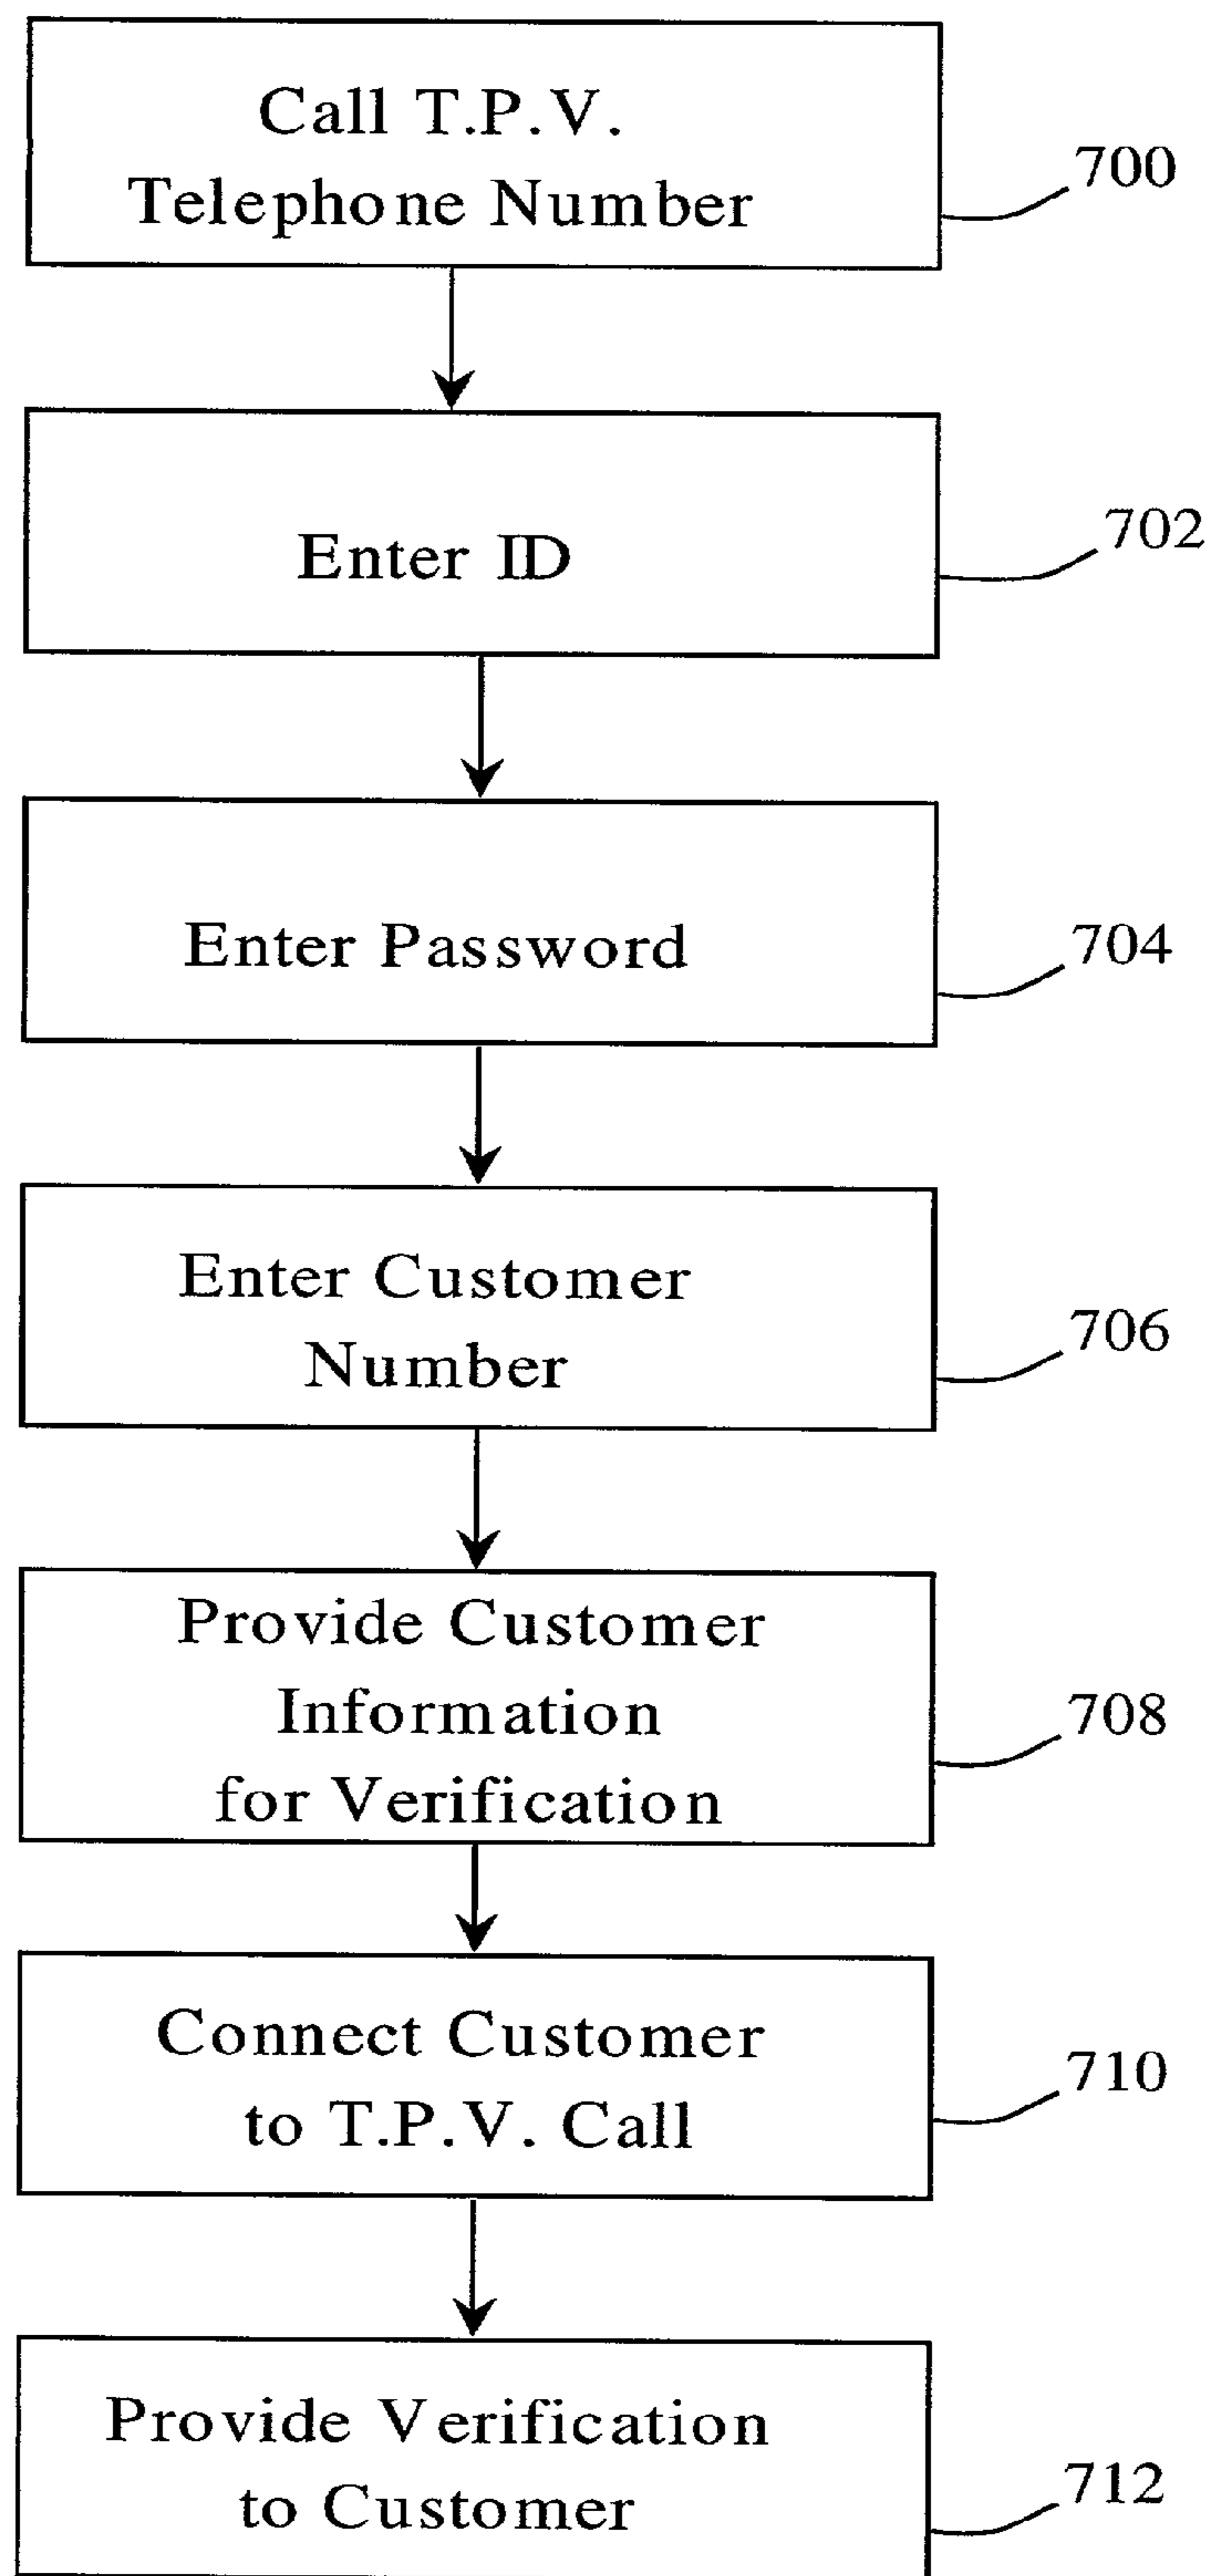 Call T.P.V.
Telephone Number
700
Enter ID
702
Enter Password
704
Enter Customer
Number
706
Provide Customer
Information
for Verification
708
Connect Customer
to T.P.V. Call
710
Provide Verification
to Customer
712